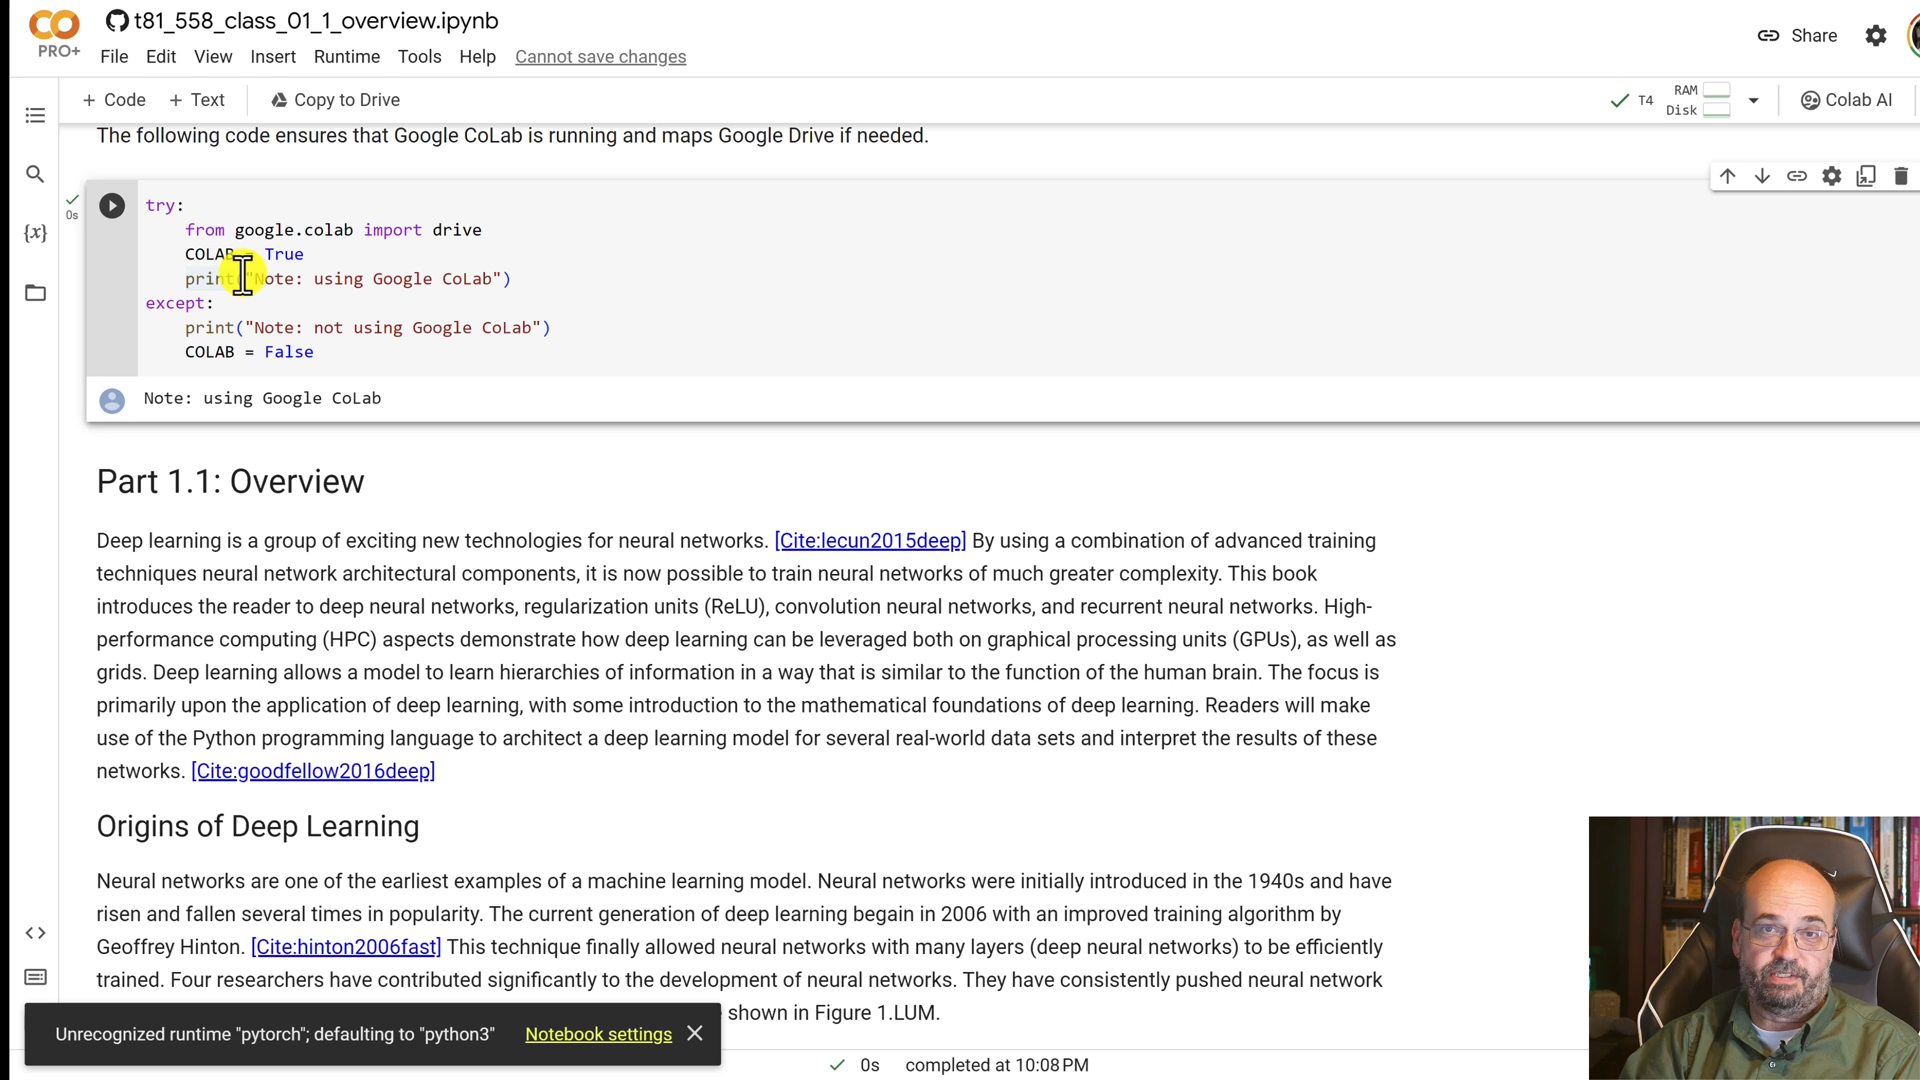 t81_558_class_01_1_overview.ipynb
PRO+
File Edit View Insert Runtime Tools Help Cannot save changes
Share
+ Code + Text Copy to Drive
T4 RAM
Disk
Colab AI
The following code ensures that Google CoLab is running and maps Google Drive if needed.
{x}
0s
try:
from google.colab import drive
COLAB = True
print("Note: using Google CoLab")
except:
print("Note: not using Google CoLab")
COLAB = False
Note: using Google CoLab
Part 1.1: Overview
Deep learning is a group of exciting new technologies for neural networks. [Cite:lecun2015deep] By using a combination of advanced training
techniques neural network architectural components, it is now possible to train neural networks of much greater complexity. This book
introduces the reader to deep neural networks, regularization units (ReLU), convolution neural networks, and recurrent neural networks. High-
performance computing (HPC) aspects demonstrate how deep learning can be leveraged both on graphical processing units (GPUs), as well as
grids. Deep learning allows a model to learn hierarchies of information in a way that is similar to the function of the human brain. The focus is
primarily upon the application of deep learning, with some introduction to the mathematical foundations of deep learning. Readers will make
use of the Python programming language to architect a deep learning model for several real-world data sets and interpret the results of these
networks. [Cite:goodfellow2016deep]
Origins of Deep Learning
Neural networks are one of the earliest examples of a machine learning model. Neural networks were initially introduced in the 1940s and have
risen and fallen several times in popularity. The current generation of deep learning begain in 2006 with an improved training algorithm by
Geoffrey Hinton. [Cite:hinton2006fast] This technique finally allowed neural networks with many layers (deep neural networks) to be efficiently
trained. Four researchers have contributed significantly to the development of neural networks. They have consistently pushed neural network
shown in Figure 1.LUM.
Unrecognized runtime "pytorch"; defaulting to "python3" Notebook settings
0s completed at 10:08 PM